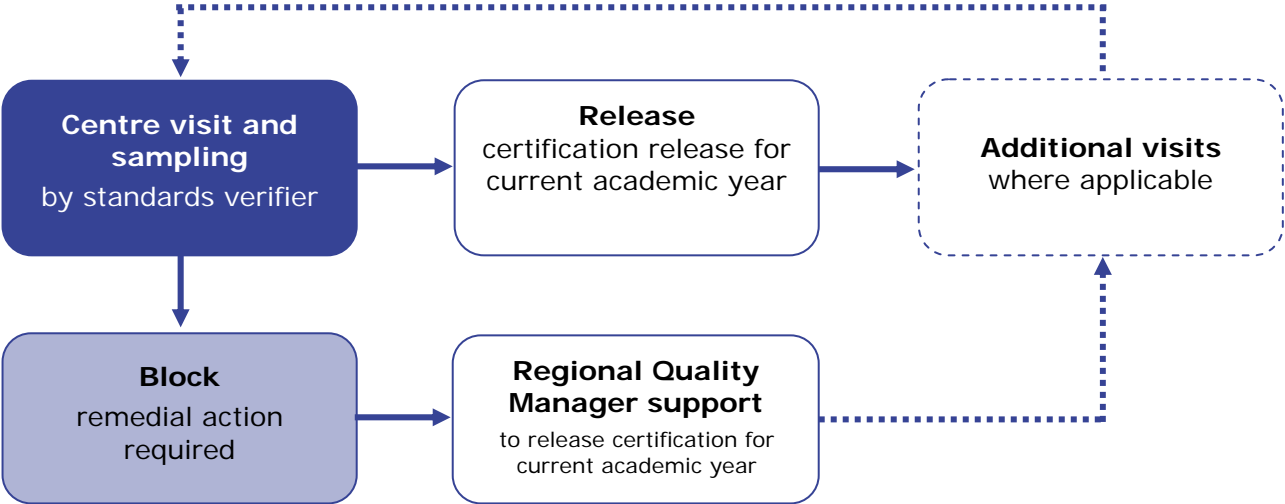 Centre visit and
sampling
by standards verifier
Release
certification release for
current academic year
Additional visits
where applicable
Block
remedial action
required
Regional Quality
Manager support
to release certification for
current academic year